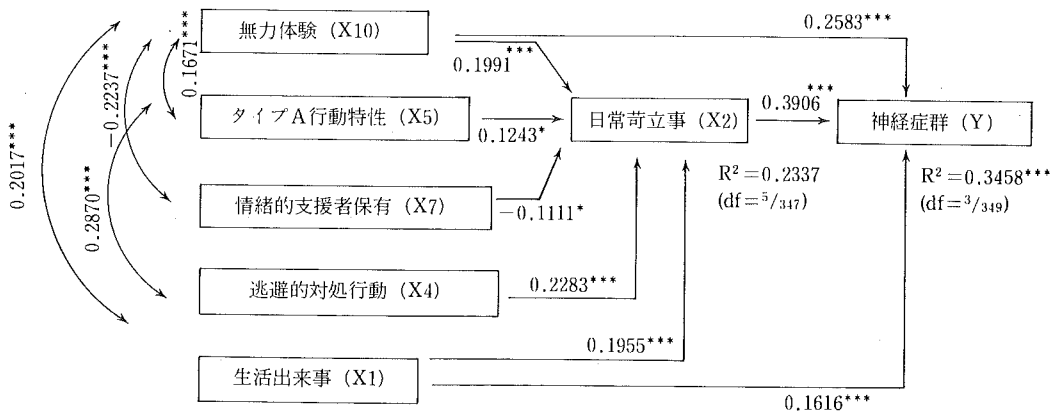 無力体験（X10）
0.2583***
0.1991***
タイプA行動特性（X5）
0.1243*
日常苛立事（X2）
0.3906***
神経症群（Y）
情緒的支援者保有（X7）
−0.1111*
R²=0.2337
(df=5/347)
R²=0.3458***
(df=3/349)
逃避的対処行動（X4）
0.2283***
生活出来事（X1）
0.1955***
0.1616***
0.2017***
−0.2237***
0.1671***
0.2870***